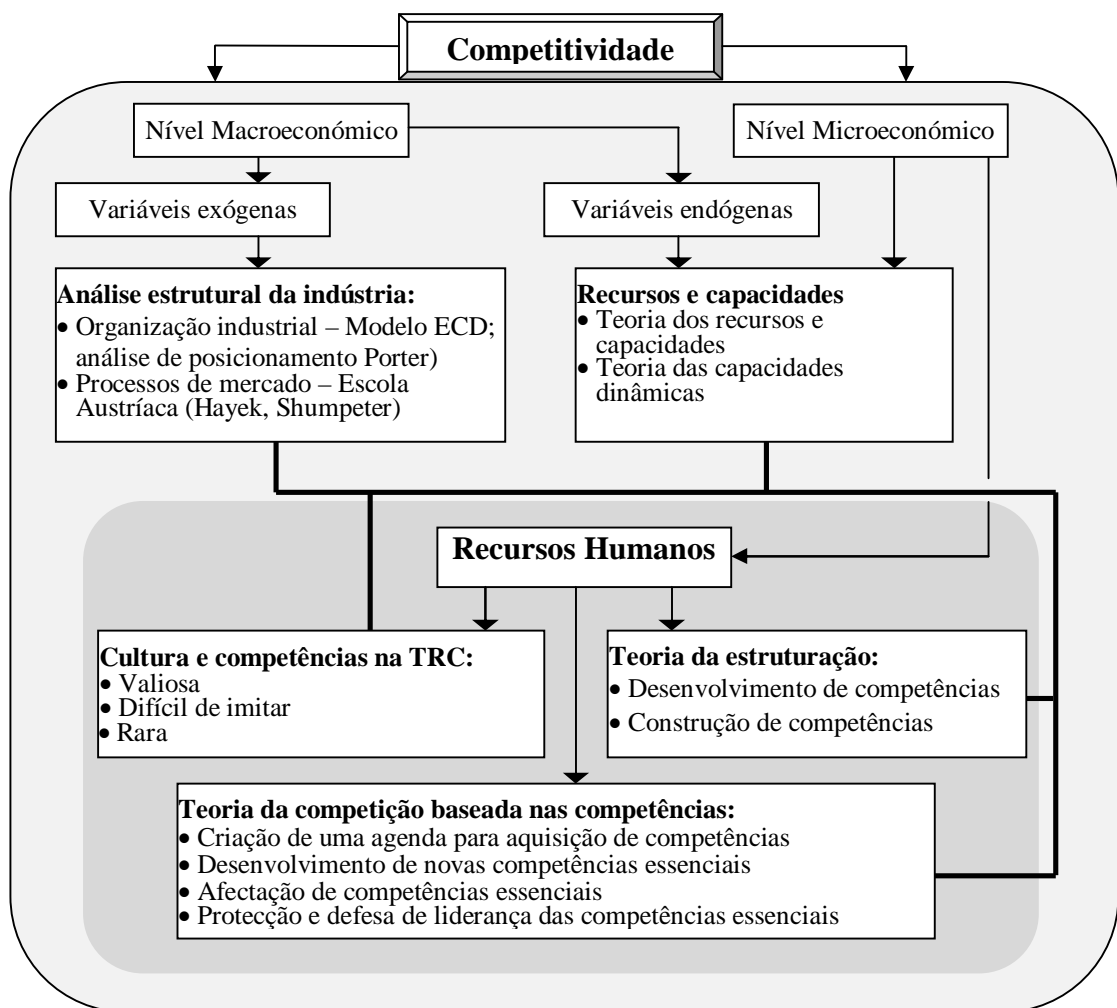 Competitividade
Nível Macroeconómico
Nível Microeconómico
Variáveis exógenas
Variáveis endógenas
Análise estrutural da indústria:
• Organização industrial – Modelo ECD;
análise de posicionamento Porter)
• Processos de mercado – Escola
Austríaca (Hayek, Shumpeter)
Recursos e capacidades
• Teoria dos recursos e
capacidades
• Teoria das capacidades
dinâmicas
Recursos Humanos
Cultura e competências na TRC:
• Valiosa
• Difícil de imitar
• Rara
Teoria da estruturação:
• Desenvolvimento de competências
• Construção de competências
Teoria da competição baseada nas competências:
• Criação de uma agenda para aquisição de competências
• Desenvolvimento de novas competências essenciais
• Afectação de competências essenciais
• Protecção e defesa de liderança das competências essenciais